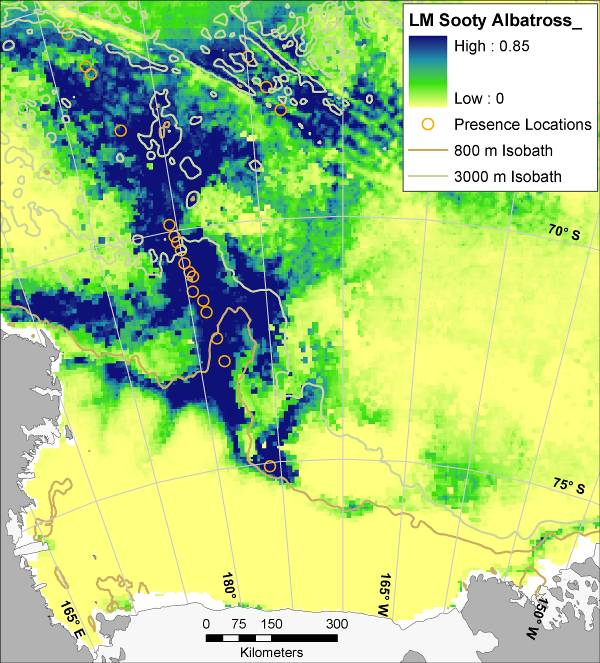 LM Sooty Albatross_
High : 0.85
Low : 0
Presence Locations
800 m Isobath
3000 m Isobath
70° S
75° S
180°
165° W
150° W
165° E
0 75 150 300
Kilometers